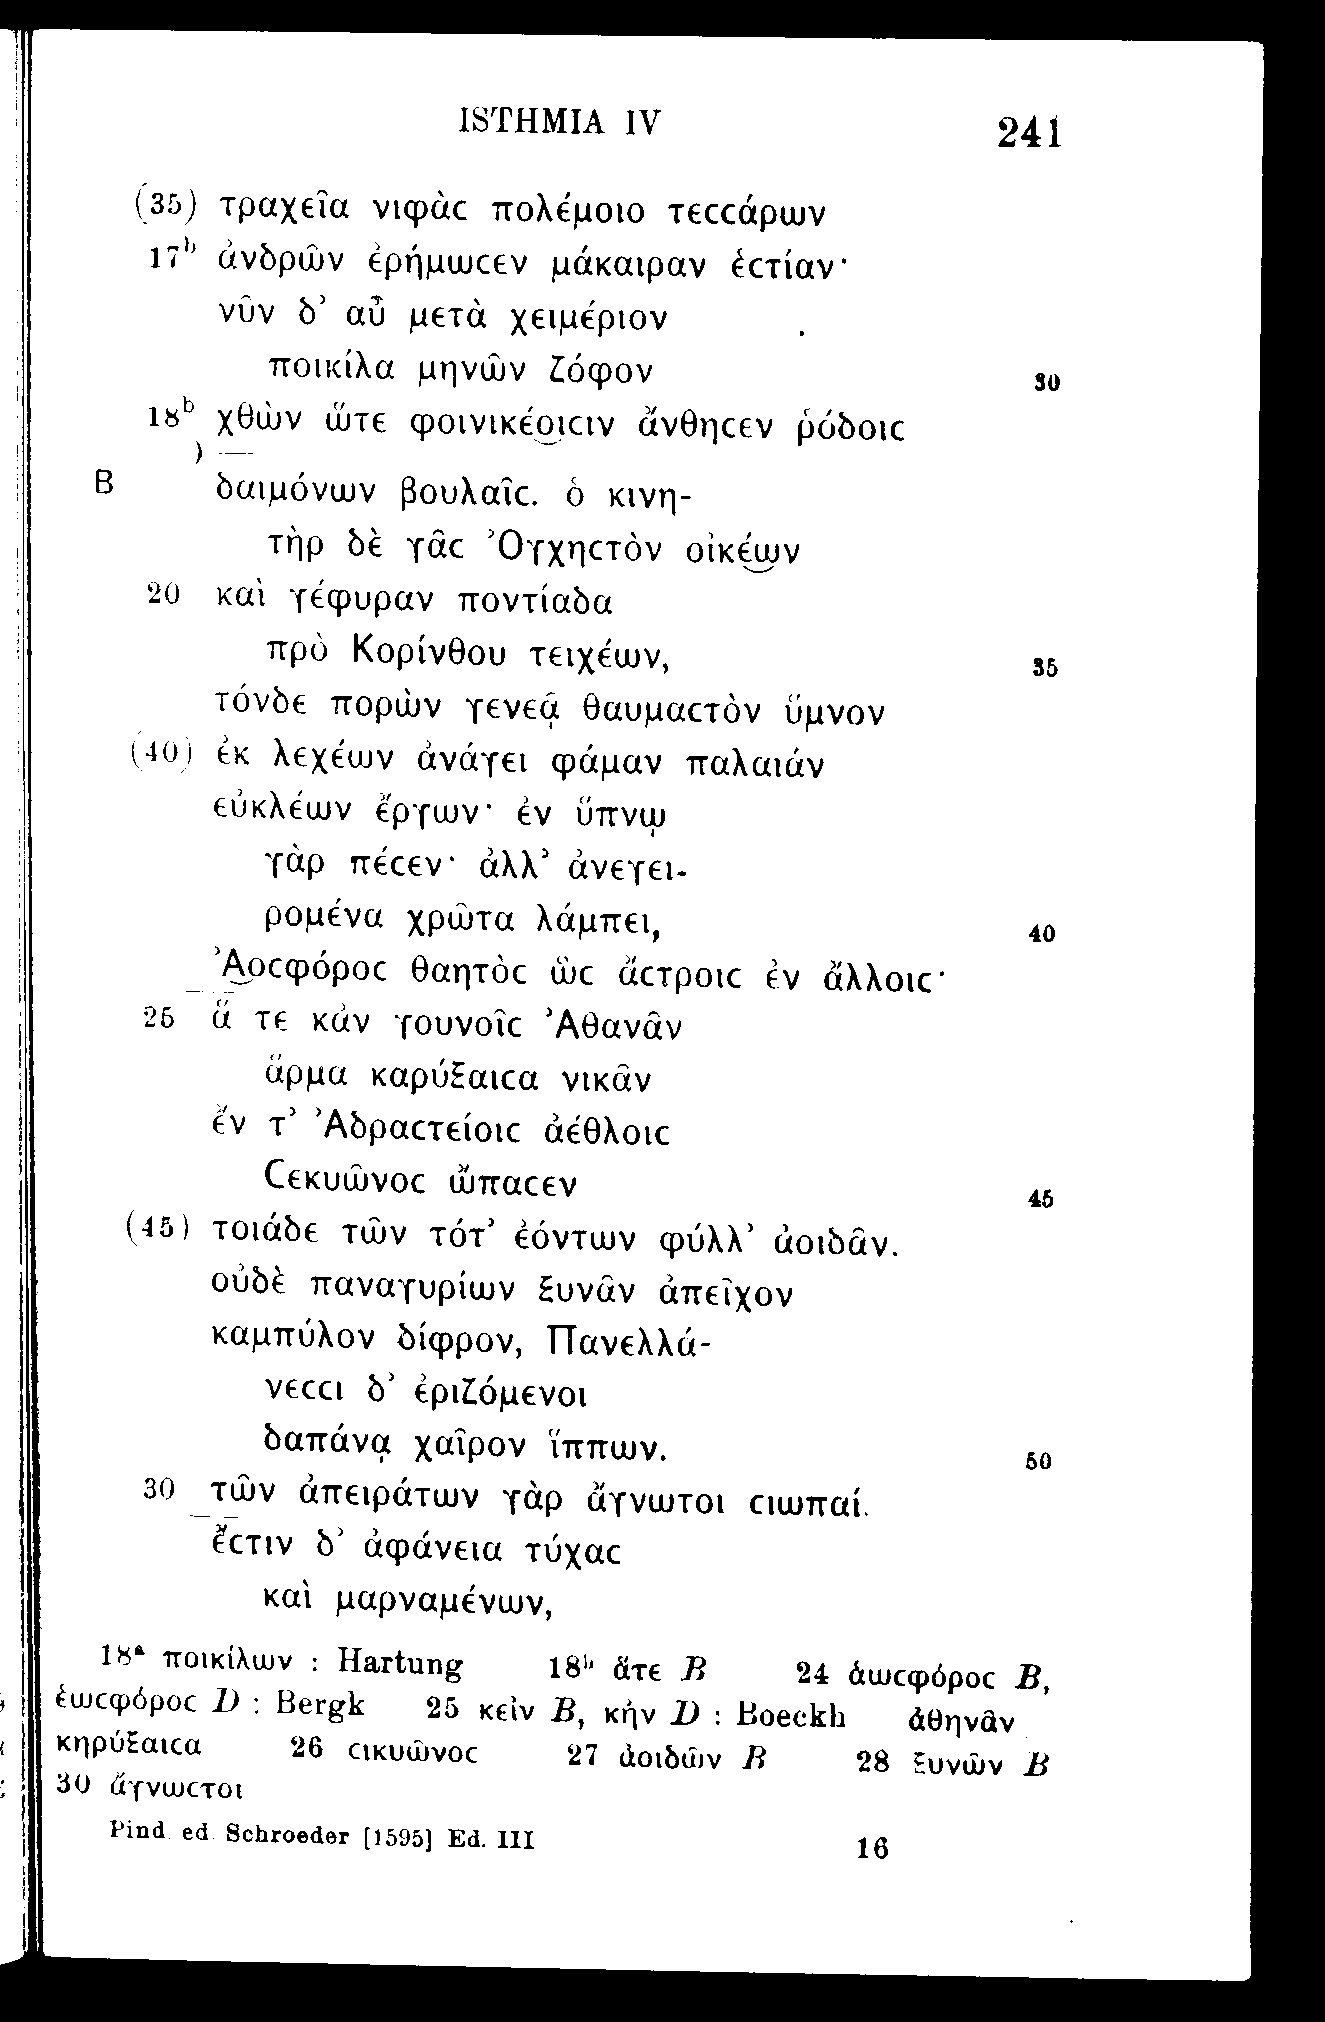 ISTHMIA IV 241
(35) τραχεῖα νιφὰς πολέμοιο τεσσάρων
17ᵇ ἀνδρῶν ἐρήμωσεν μάκαιραν ἑστίαν·
νῦν δ' αὖ μετὰ χειμέριον
ποικίλα μηνῶν ζόφον 30
18ᵇ χθὼν ὥτε φοινικέοισιν ἄνθησεν ῥόδοις
) —
B δαιμόνων βουλαῖς. ὁ κινη-
τὴρ δὲ γᾶς Ὀγχηστὸν οἰκέων
20 καὶ γέφυραν ποντίαδα
πρὸ Κορίνθου τειχέων, 35
τόνδε πορὼν γενεᾷ θαυμαστὸν ὕμνον
(40) ἐκ λεχέων ἀνάγει φάμαν παλαιάν
εὐκλέων ἔργων· ἐν ὕπνῳ
γὰρ πέσεν· ἀλλ' ἀνεγει-
ρομένα χρῶτα λάμπει, 40
Ἀοσφόρος θαητὸς ὣς ἄστροις ἐν ἄλλοις·
25 ἅ τε κἀν γουνοῖς Ἀθανᾶν
ἅρμα καρύξαισα νικᾶν
ἔν τ' Ἀδραστείοις ἀέθλοις
Σεκυῶνος ὤπασεν 45
(45) τοιάδε τῶν τότ' ἐόντων φύλλ' ἀοιδᾶν.
οὐδὲ παναγυρίων ξυνᾶν ἀπεῖχον
καμπύλον δίφρον, Πανελλά-
νεσσι δ' ἐριζόμενοι
δαπάνᾳ χαῖρον ἵππων. 50
30 τῶν ἀπειράτων γὰρ ἄγνωτοι σιωπαί.
ἔστιν δ' ἀφάνεια τύχας
καὶ μαρναμένων,
18ᵃ ποικίλων : Hartung 18ᵇ ἅτε B 24 ἀωσφόρος B,
ἑωσφόρος D : Bergk 25 κεἰν B, κἠν D : Boeckh ἀθηνᾶν
κηρύξαισα 26 σικυῶνος 27 ἀοιδῶν B 28 ξυνῶν B
30 ἄγνωστοι
Pind. ed. Schroeder [1595] Ed. III 16